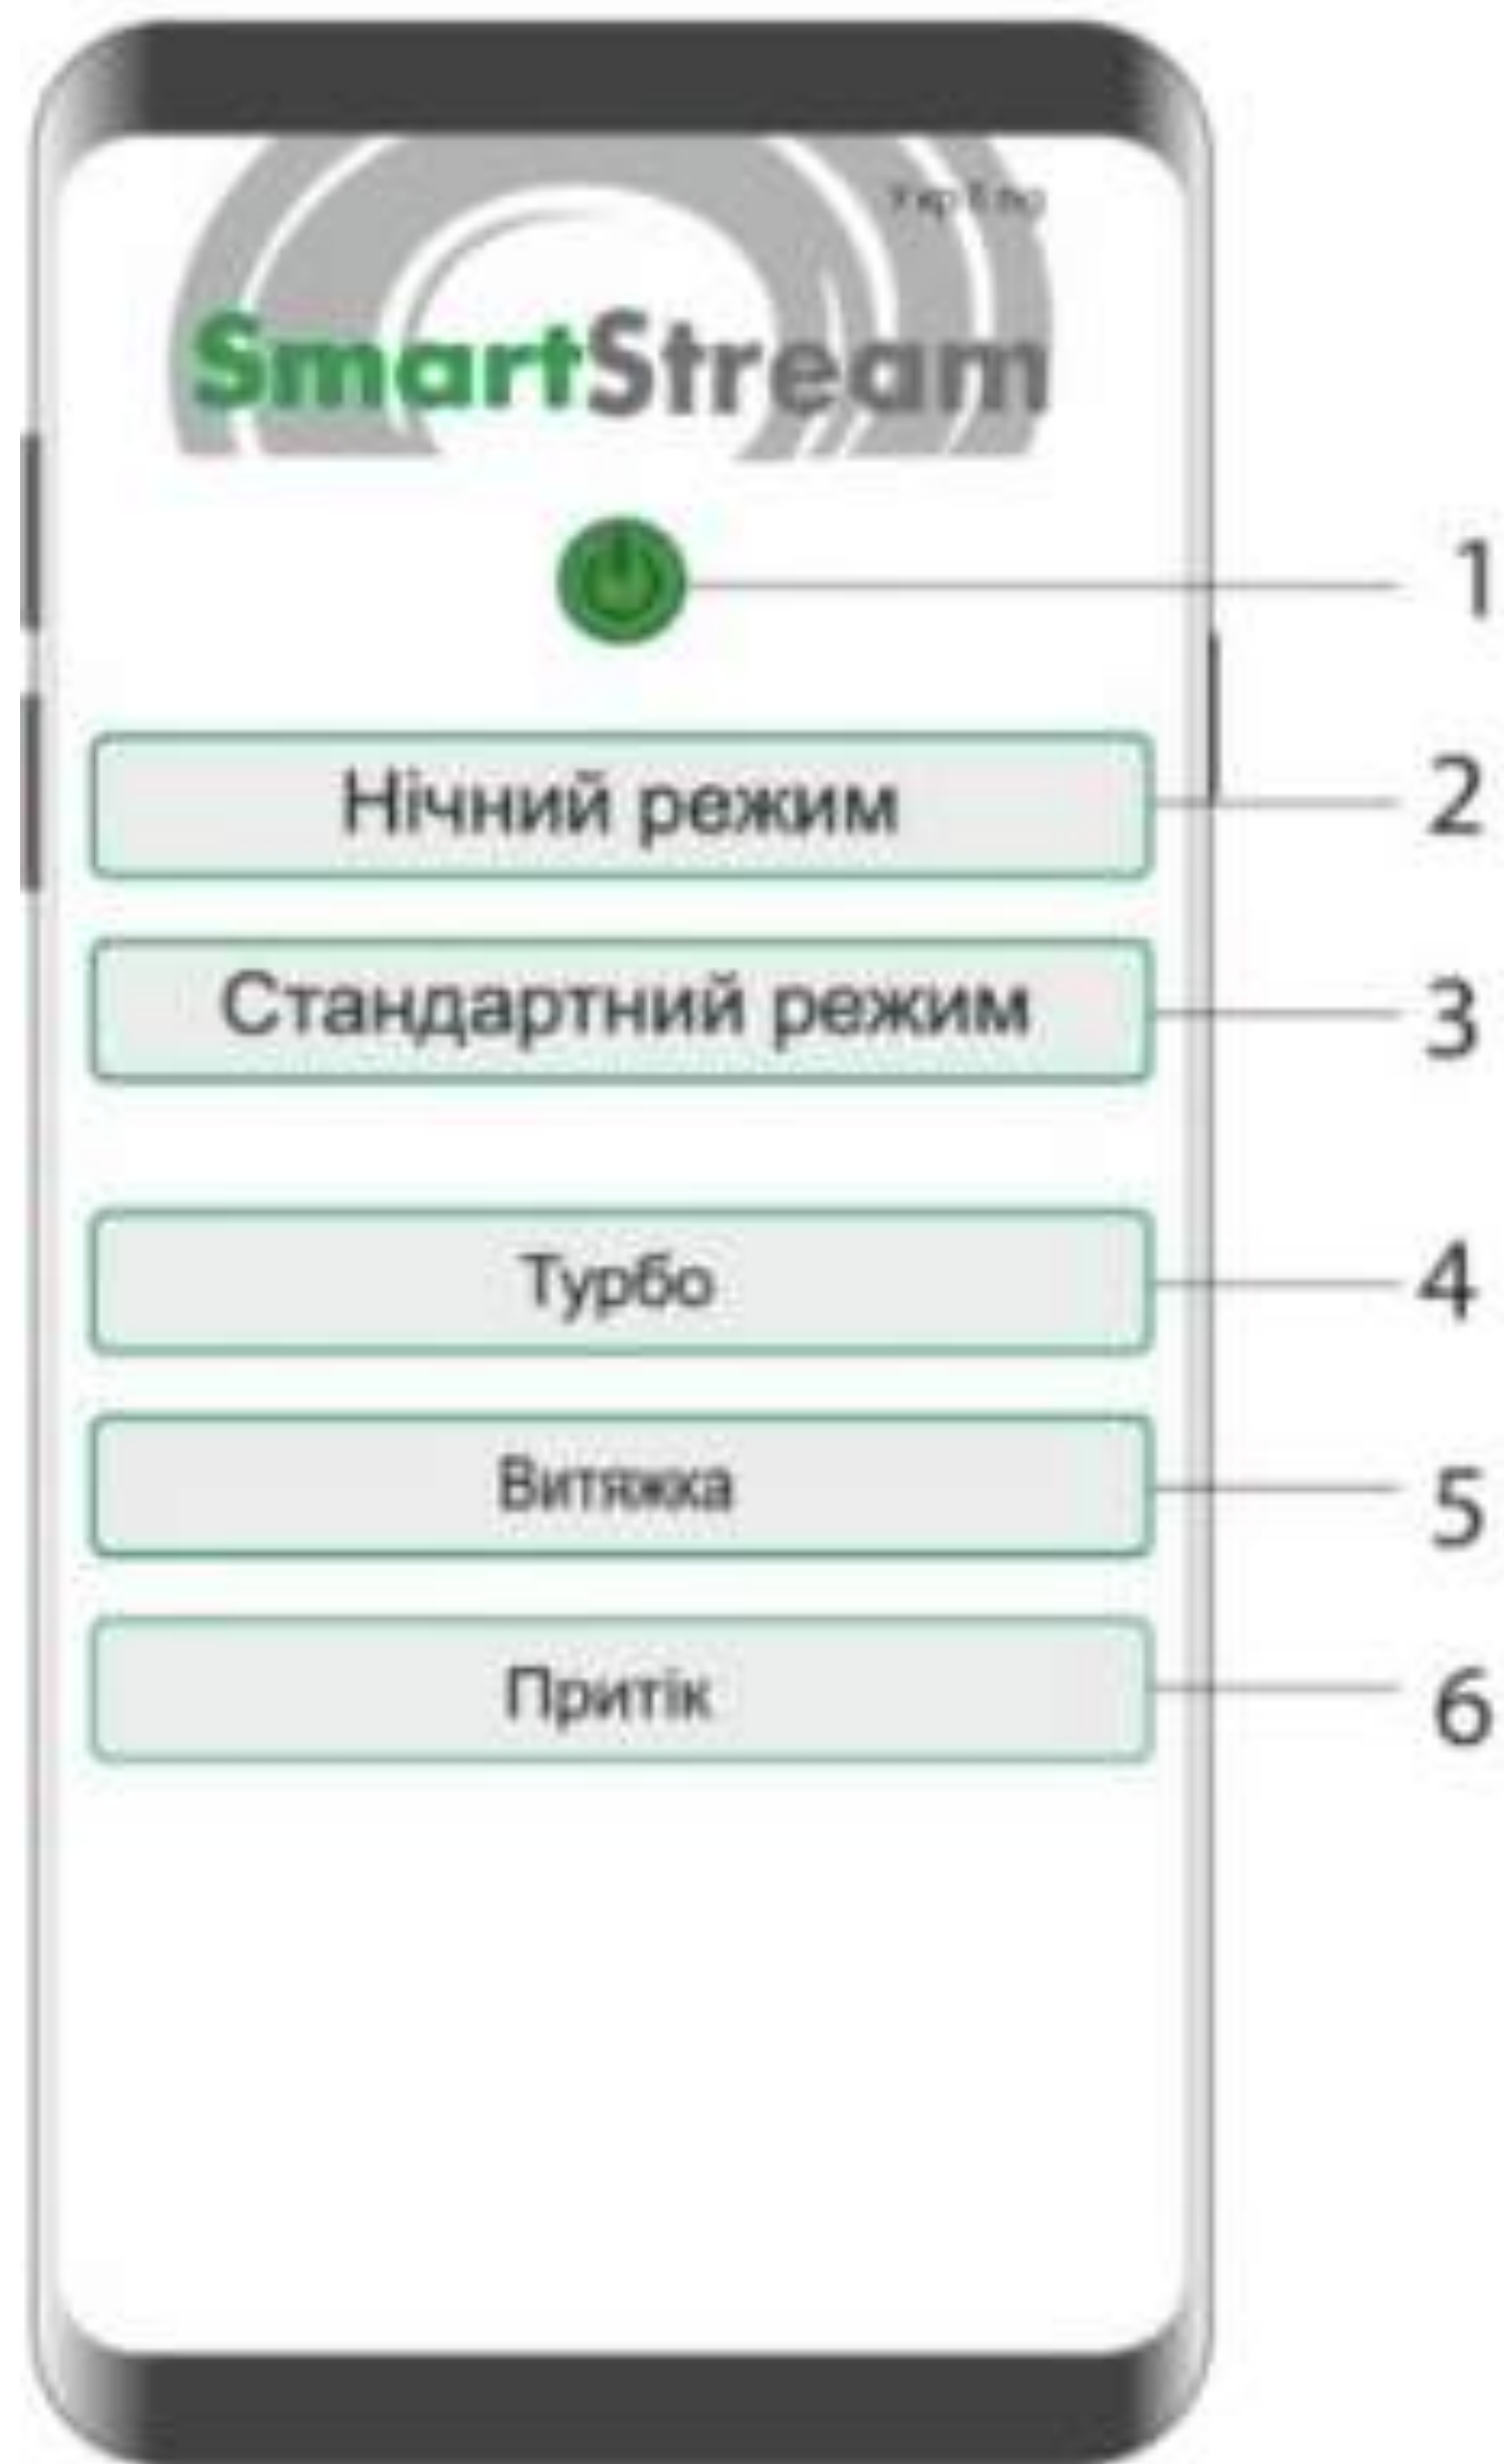 SmartStream
1
Нічний режим
2
Стандартний режим
3
Турбо
4
Витяжка
5
Притік
6